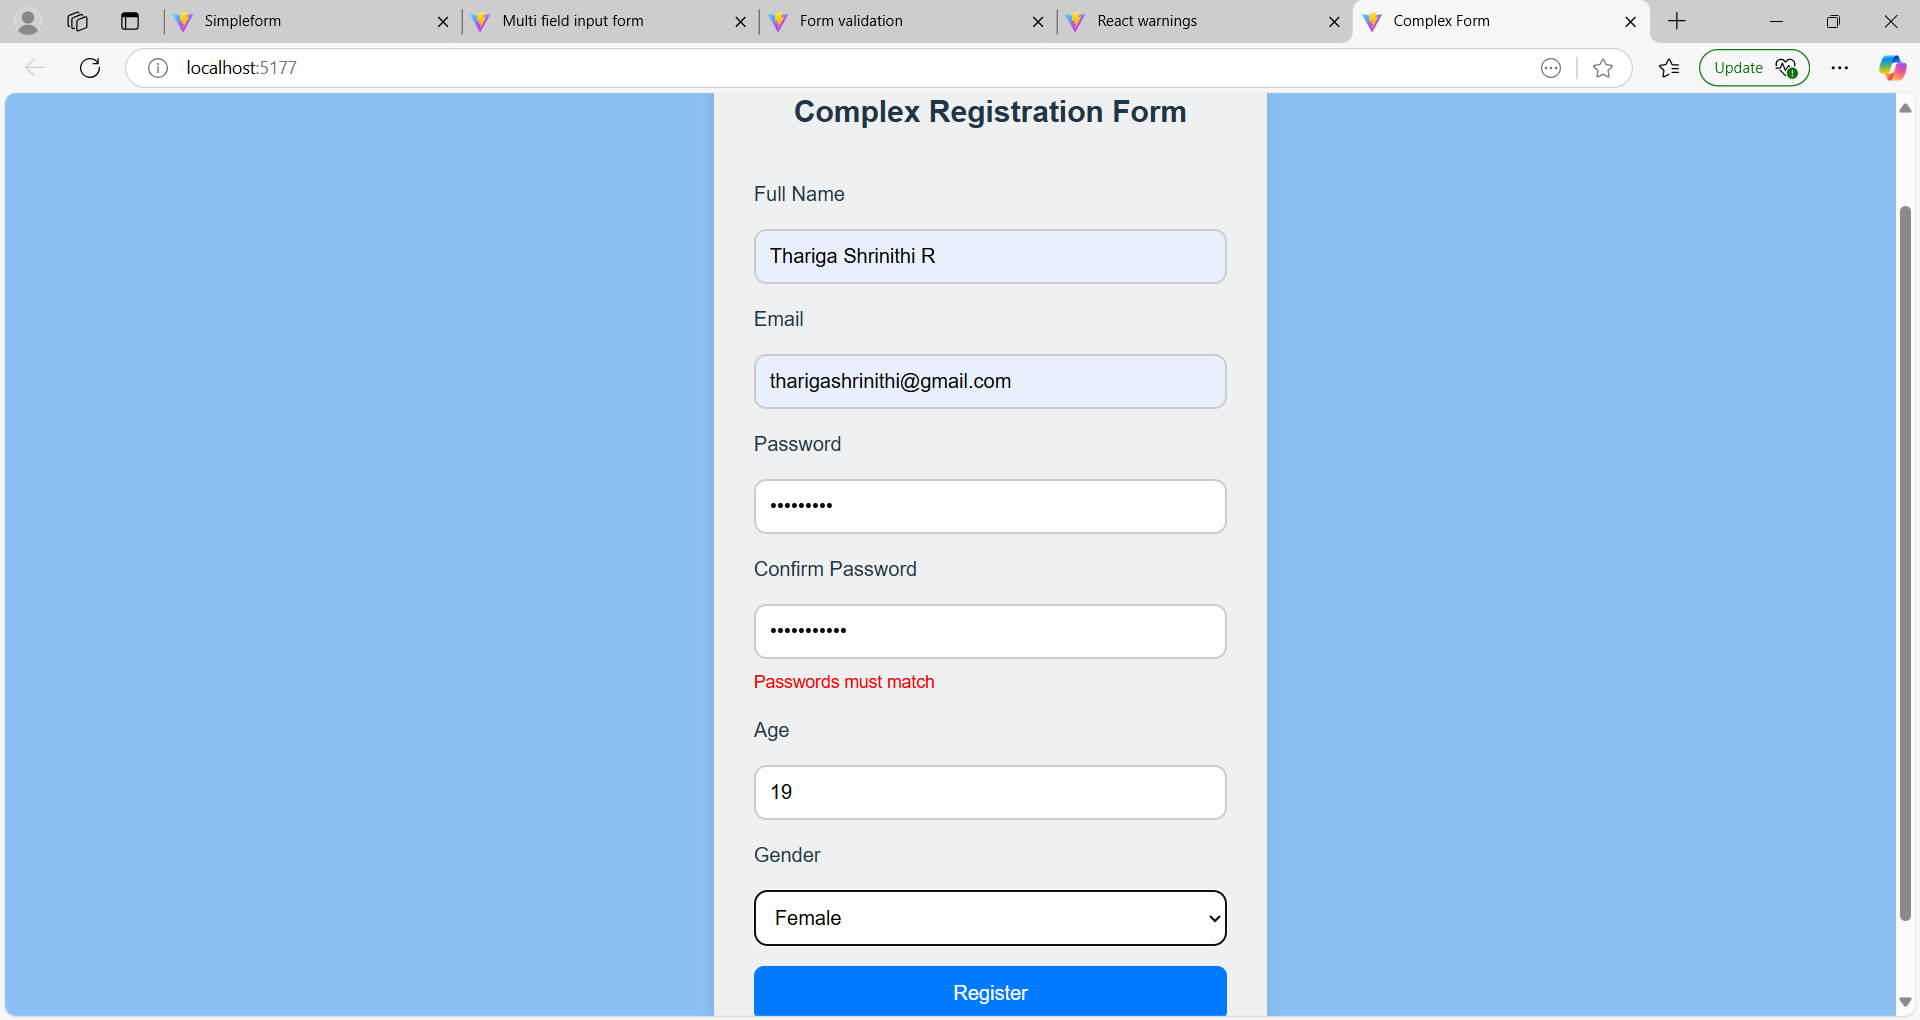 Simpleform
Multi field input form
Form validation
React warnings
Complex Form
localhost:5177
Update
Complex Registration Form
Full Name
Thariga Shrinithi R
Email
tharigashrinithi@gmail.com
Password
•••••••••
Confirm Password
•••••••••••
Passwords must match
Age
19
Gender
Female
Register